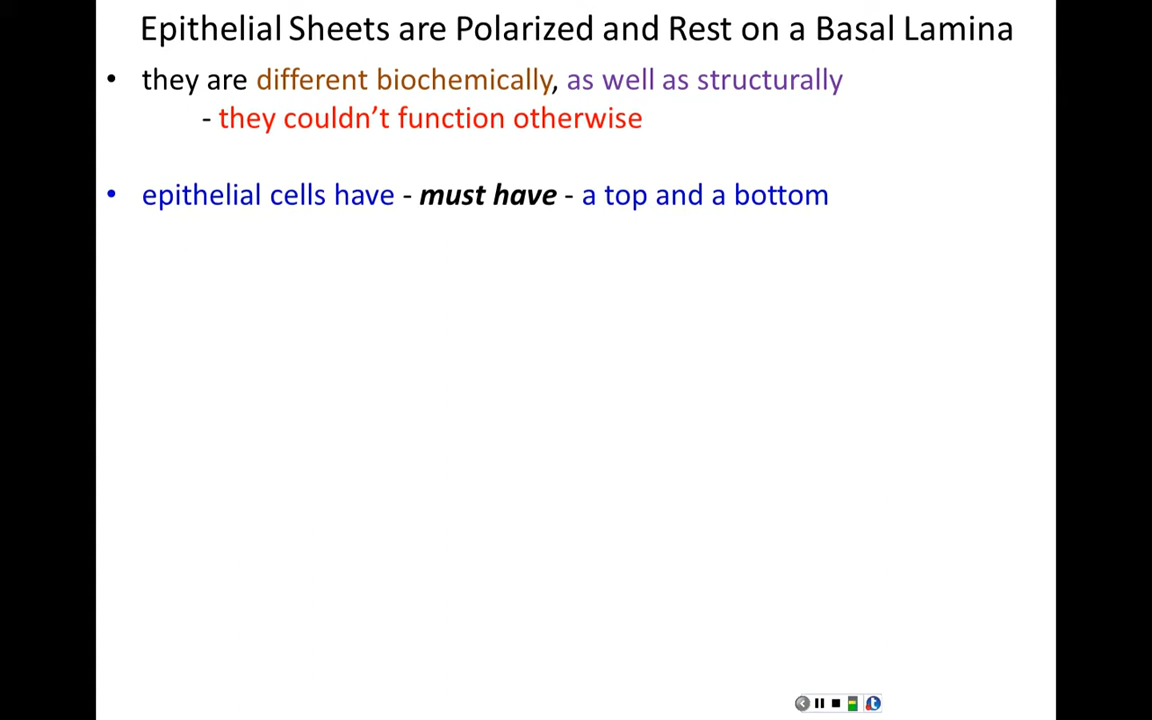 Epithelial Sheets are Polarized and Rest on a Basal Lamina
• they are different biochemically, as well as structurally
- they couldn’t function otherwise
• epithelial cells have - must have - a top and a bottom